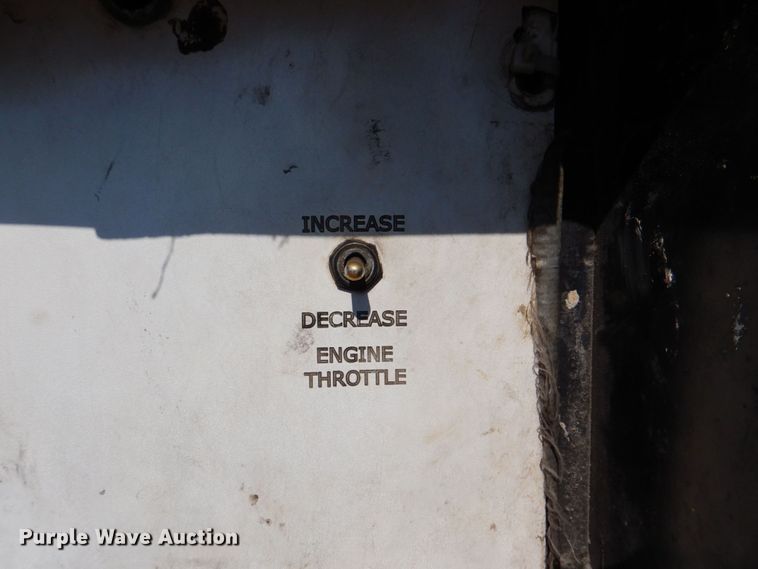 INCREASE
DECREASE
ENGINE
THROTTLE
Purple Wave Auction